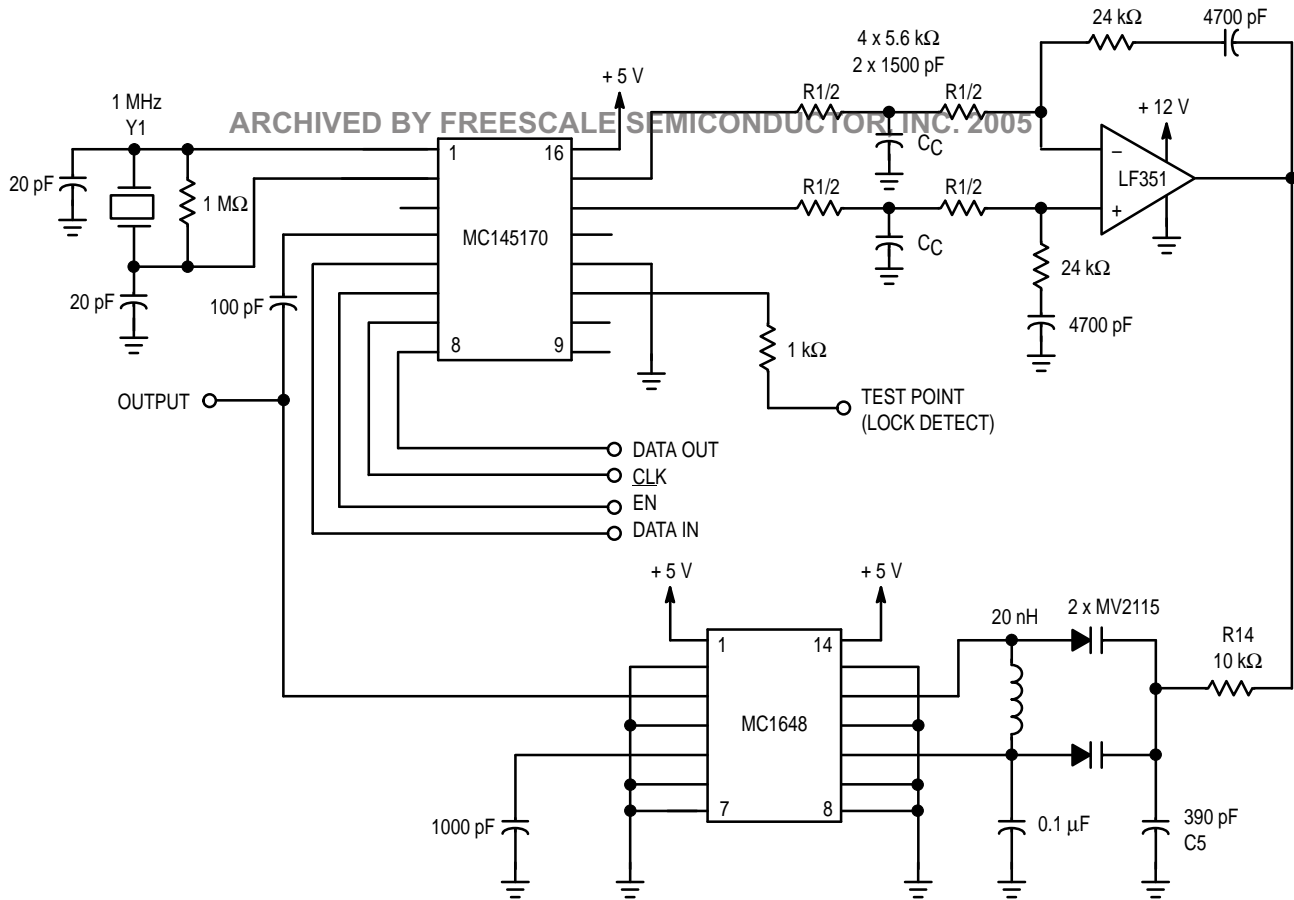 24 kΩ
4700 pF
4 x 5.6 kΩ
2 x 1500 pF
+ 5 V
R1/2
R1/2
1 MHz
Y1
ARCHIVED BY FREESCALE SEMICONDUCTOR, INC. 2005
+ 12 V
1
16
CC
−
LF351
+
20 pF
1 MΩ
R1/2
R1/2
MC145170
CC
24 kΩ
20 pF
100 pF
4700 pF
8
9
1 kΩ
OUTPUT
TEST POINT
(LOCK DETECT)
DATA OUT
CLK
EN
DATA IN
+ 5 V
+ 5 V
20 nH
2 x MV2115
1
14
R14
10 kΩ
MC1648
7
8
1000 pF
0.1 µF
390 pF
C5